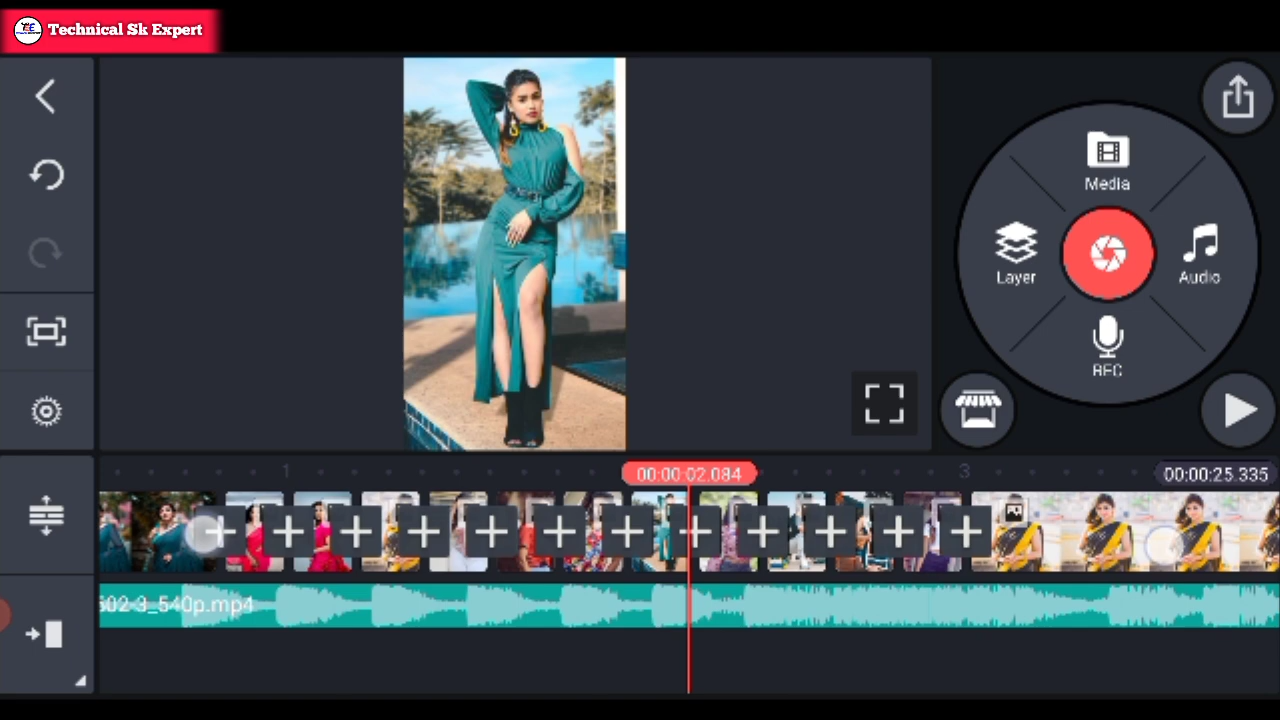 Technical Sk Expert
Media
Layer
Audio
REC
1
00:00:02.084
3
00:00:25.335
602-3_540p.mp4